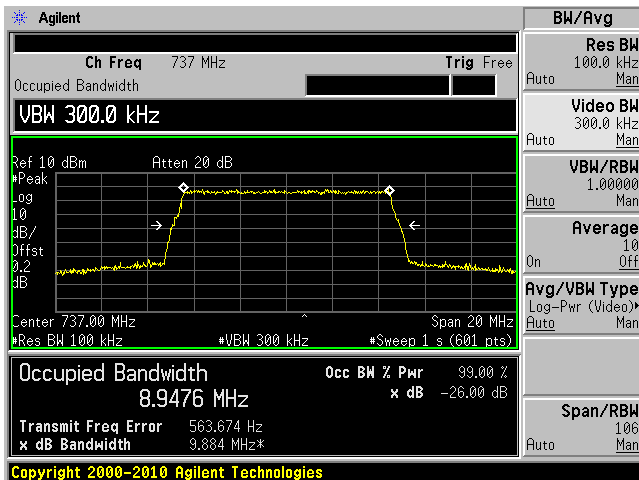 Agilent
BW/Avg
Ch Freq 737 MHz Trig Free
Occupied Bandwidth
VBW 300.0 kHz
Ref 10 dBm Atten 20 dB
#Peak
Log
10
dB/
Offst
0.2
dB
Center 737.00 MHz Span 20 MHz
#Res BW 100 kHz #VBW 300 kHz #Sweep 1 s (601 pts)
Occupied Bandwidth Occ BW % Pwr 99.00 %
8.9476 MHz x dB -26.00 dB
Transmit Freq Error 563.674 Hz
x dB Bandwidth 9.884 MHz*
Res BW
100.0 kHz
Auto Man
Video BW
300.0 kHz
Auto Man
VBW/RBW
1.00000
Auto Man
Average
10
On Off
Avg/VBW Type
Log-Pwr (Video)
Auto Man
Span/RBW
106
Auto Man
Copyright 2000-2010 Agilent Technologies